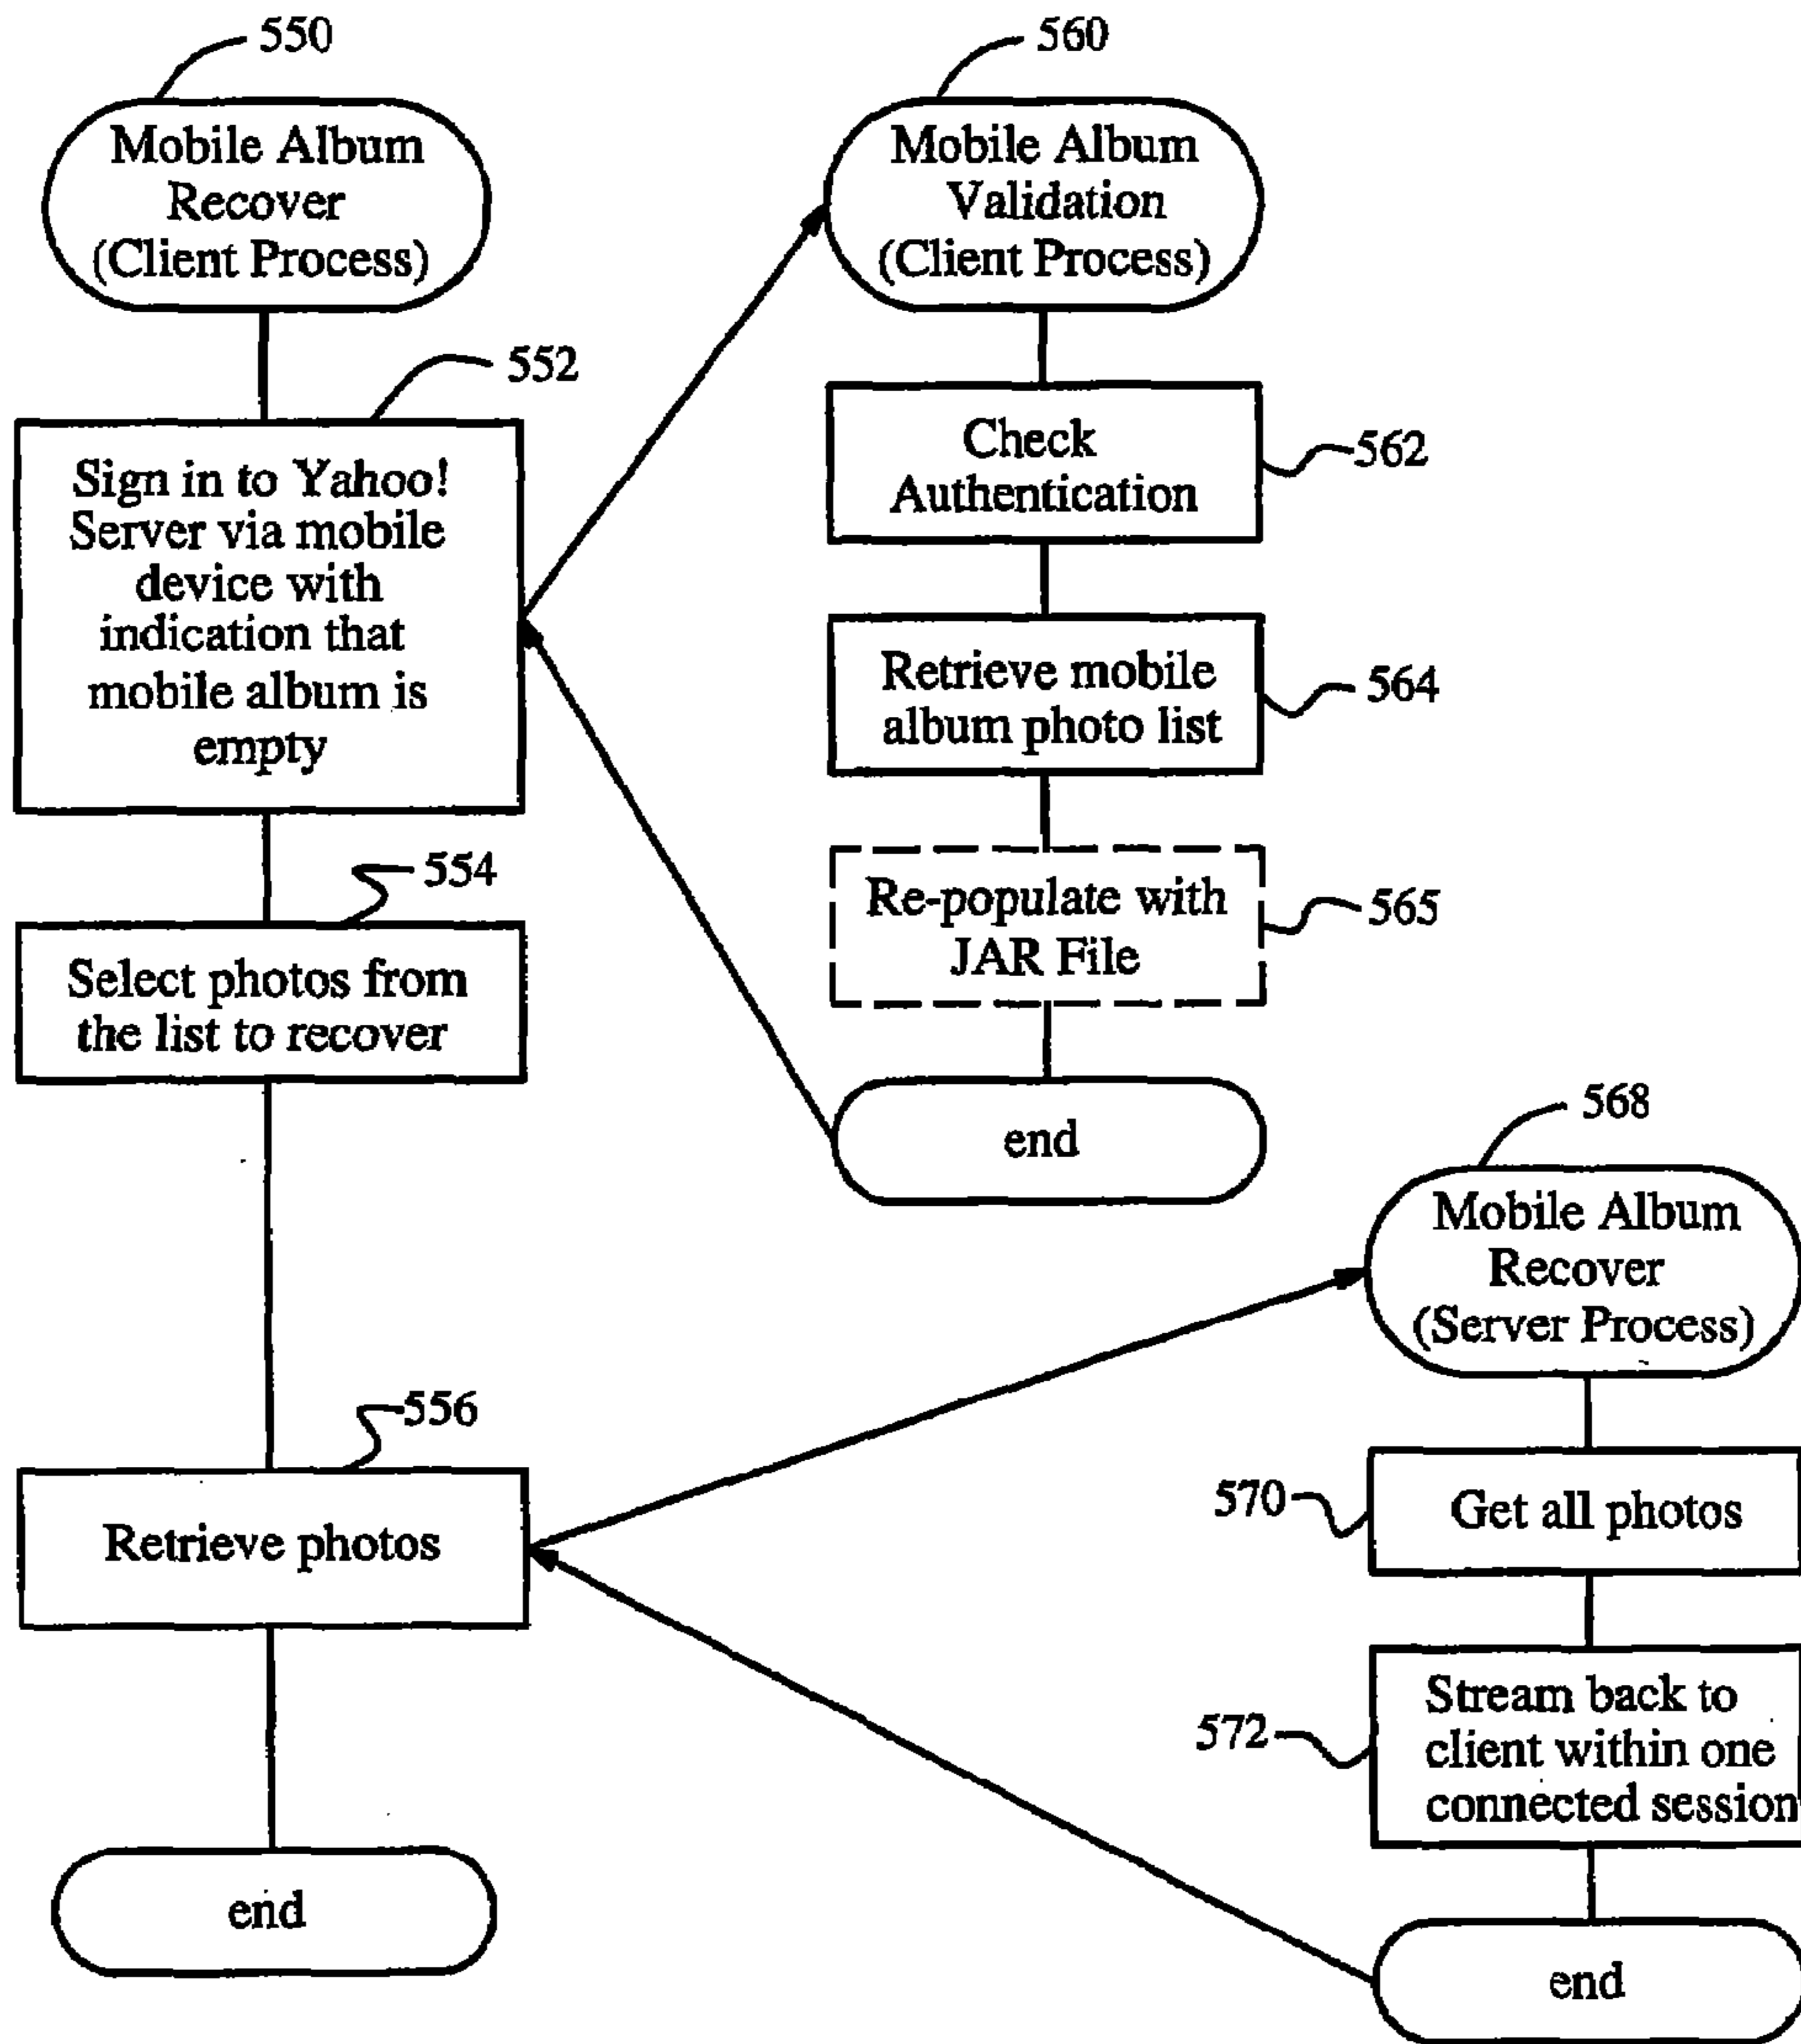 550
Mobile Album
Recover
(Client Process)
552
Sign in to Yahoo!
Server via mobile
device with
indication that
mobile album is
empty
554
Select photos from
the list to recover
556
Retrieve photos
end
560
Mobile Album
Validation
(Client Process)
Check
Authentication
562
Retrieve mobile
album photo list
564
Re-populate with
JAR File
565
end
568
Mobile Album
Recover
(Server Process)
570
Get all photos
572
Stream back to
client within one
connected session
end